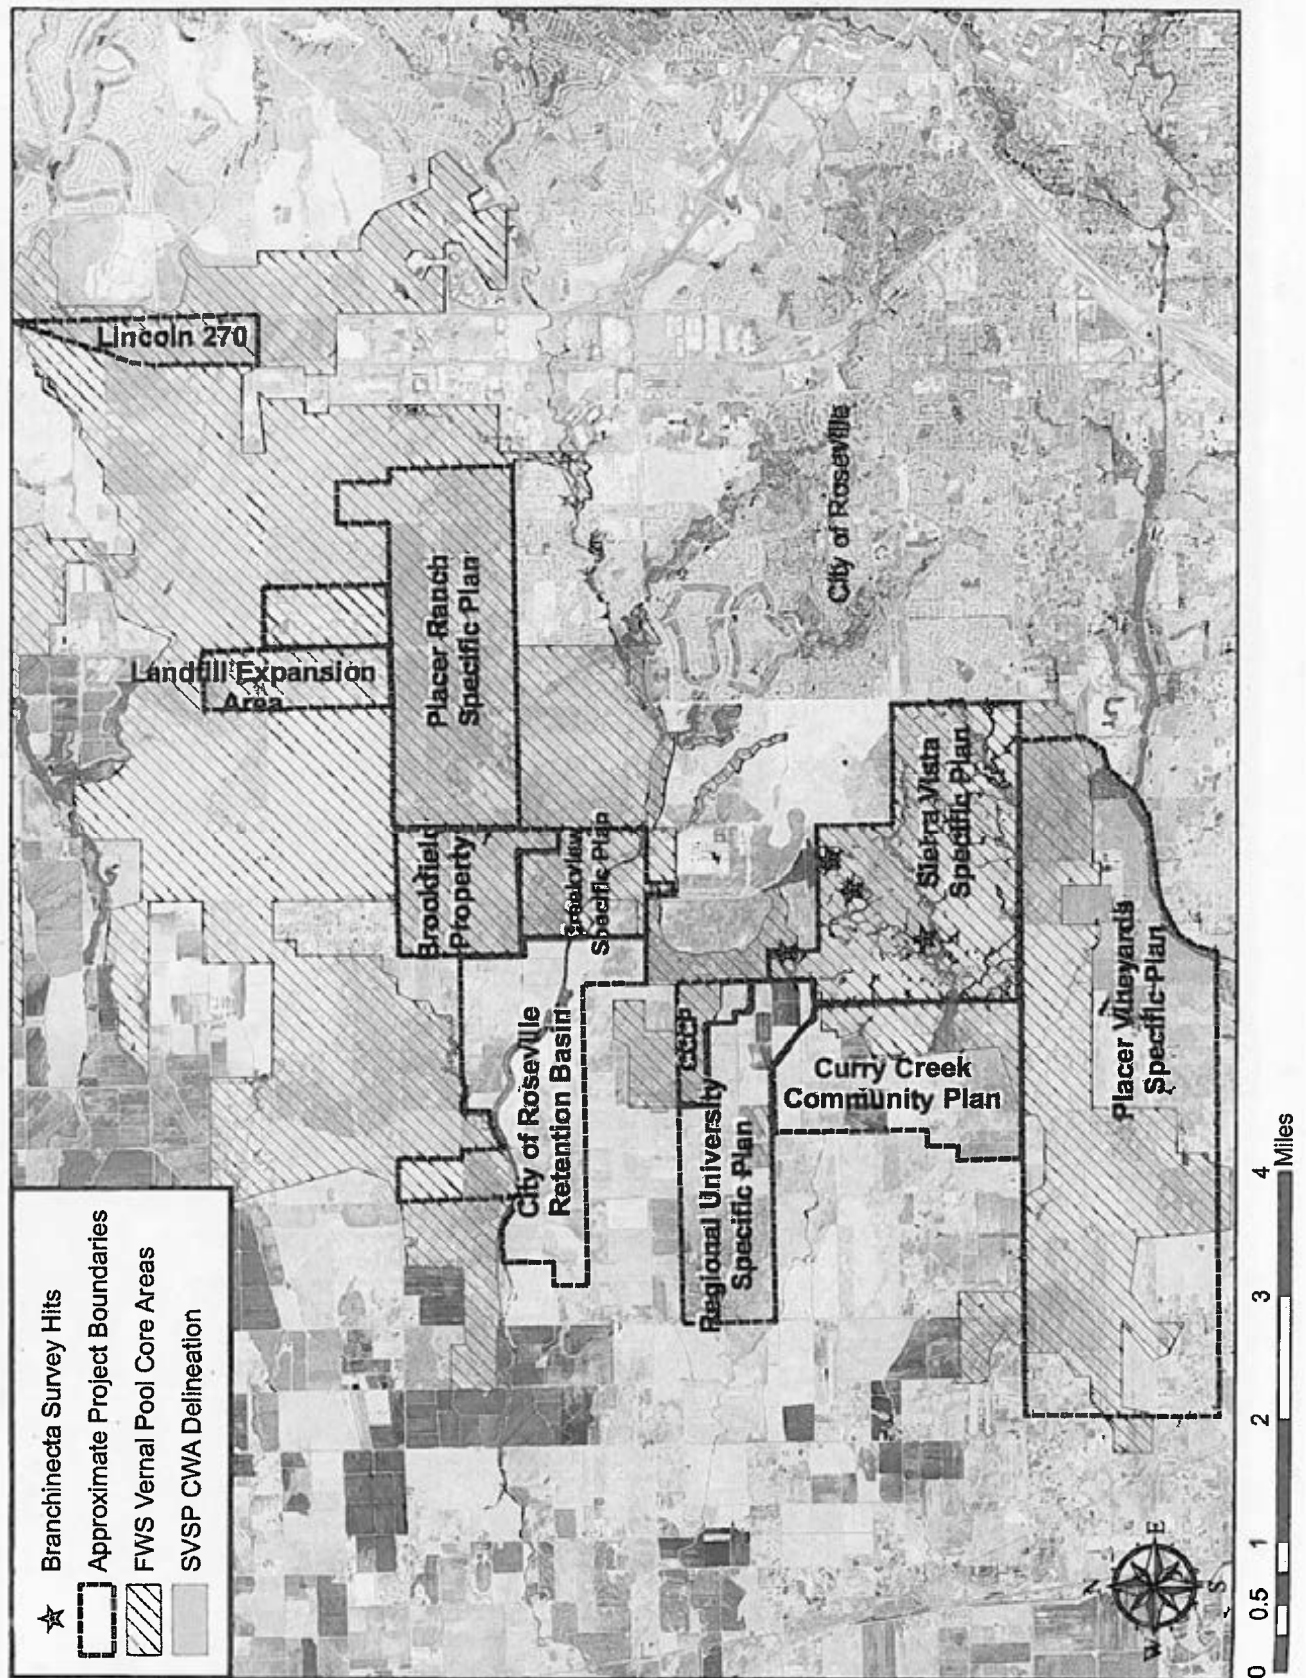 Branchinecta Survey Hits
Approximate Project Boundaries
FWS Vernal Pool Core Areas
SVSP CWA Delineation
Lincoln 270
Landfill Expansion
Area
Placer Ranch
Specific Plan
Brookfield
Property
Creekview
Specific Plan
City of Roseville
Retention Basin
CCCP
Regional University
Specific Plan
Curry Creek
Community Plan
Sierra Vista
Specific Plan
Placer Vineyards
Specific Plan
City of Roseville
N
E
S
W
0 0.5 1 2 3 4
Miles